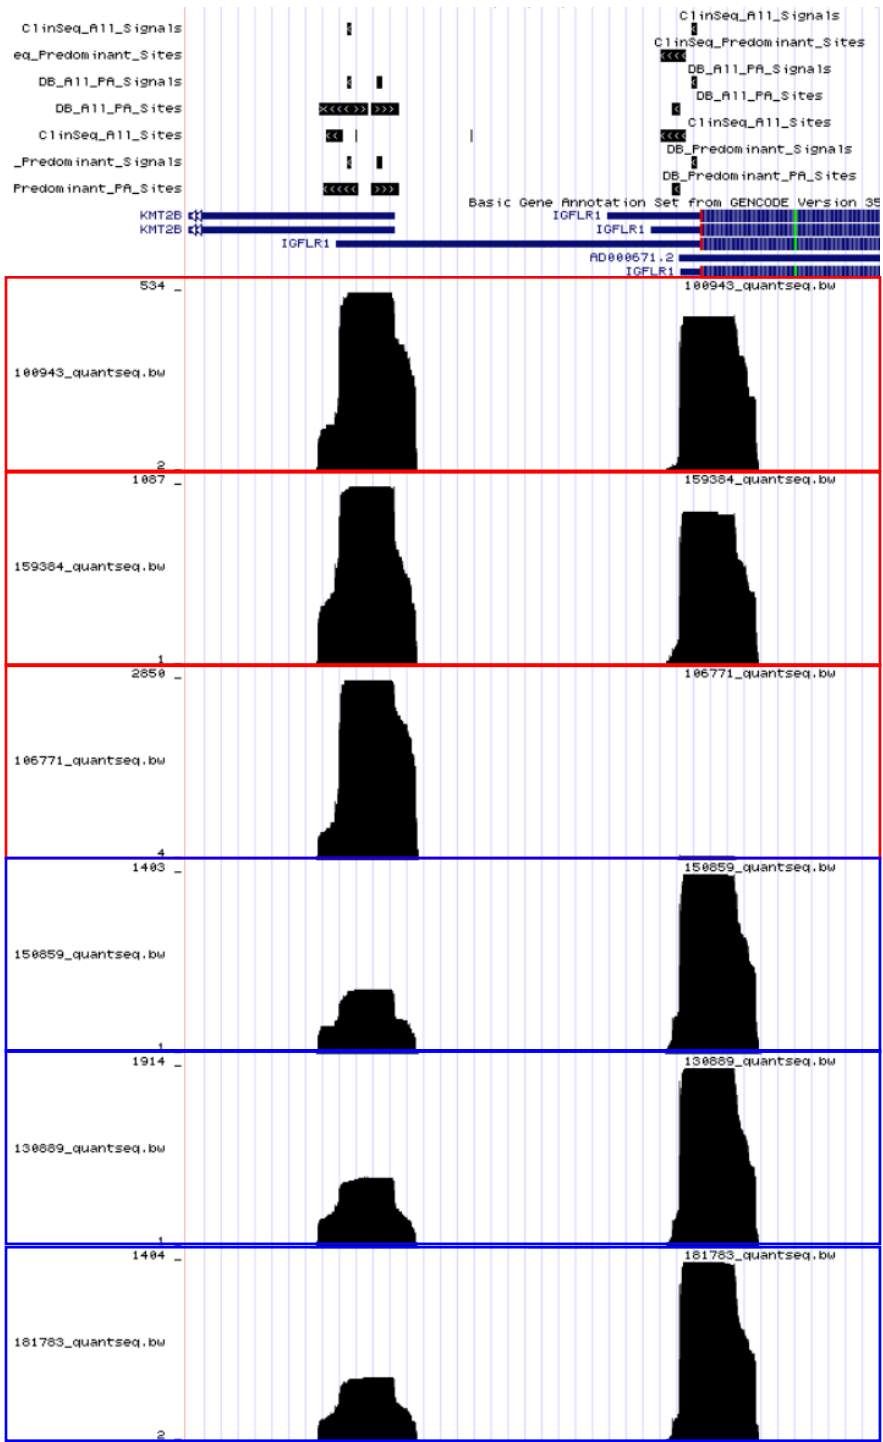 ClinSeq_All_Signals
ClinSeq_All_Signals
ClinSeq_Predominant_Sites
eq_Predominant_Sites
DB_All_PA_Signals
DB_All_PA_Signals
DB_All_PA_Sites
DB_All_PA_Sites
ClinSeq_All_Sites
ClinSeq_All_Sites
DB_Predominant_Signals
_Predominant_Signals
DB_Predominant_PA_Sites
Predominant_PA_Sites
Basic Gene Annotation Set from GENCODE Version 35
KMT2B
IGFLR1
KMT2B
IGFLR1
IGFLR1
AD000671.2
IGFLR1
534 _
100943_quantseq.bw
100943_quantseq.bw
2 _
1087 _
159384_quantseq.bw
159384_quantseq.bw
1 _
2850 _
106771_quantseq.bw
106771_quantseq.bw
4 _
1403 _
150859_quantseq.bw
150859_quantseq.bw
1 _
1914 _
130889_quantseq.bw
130889_quantseq.bw
1 _
1404 _
181783_quantseq.bw
181783_quantseq.bw
2 _